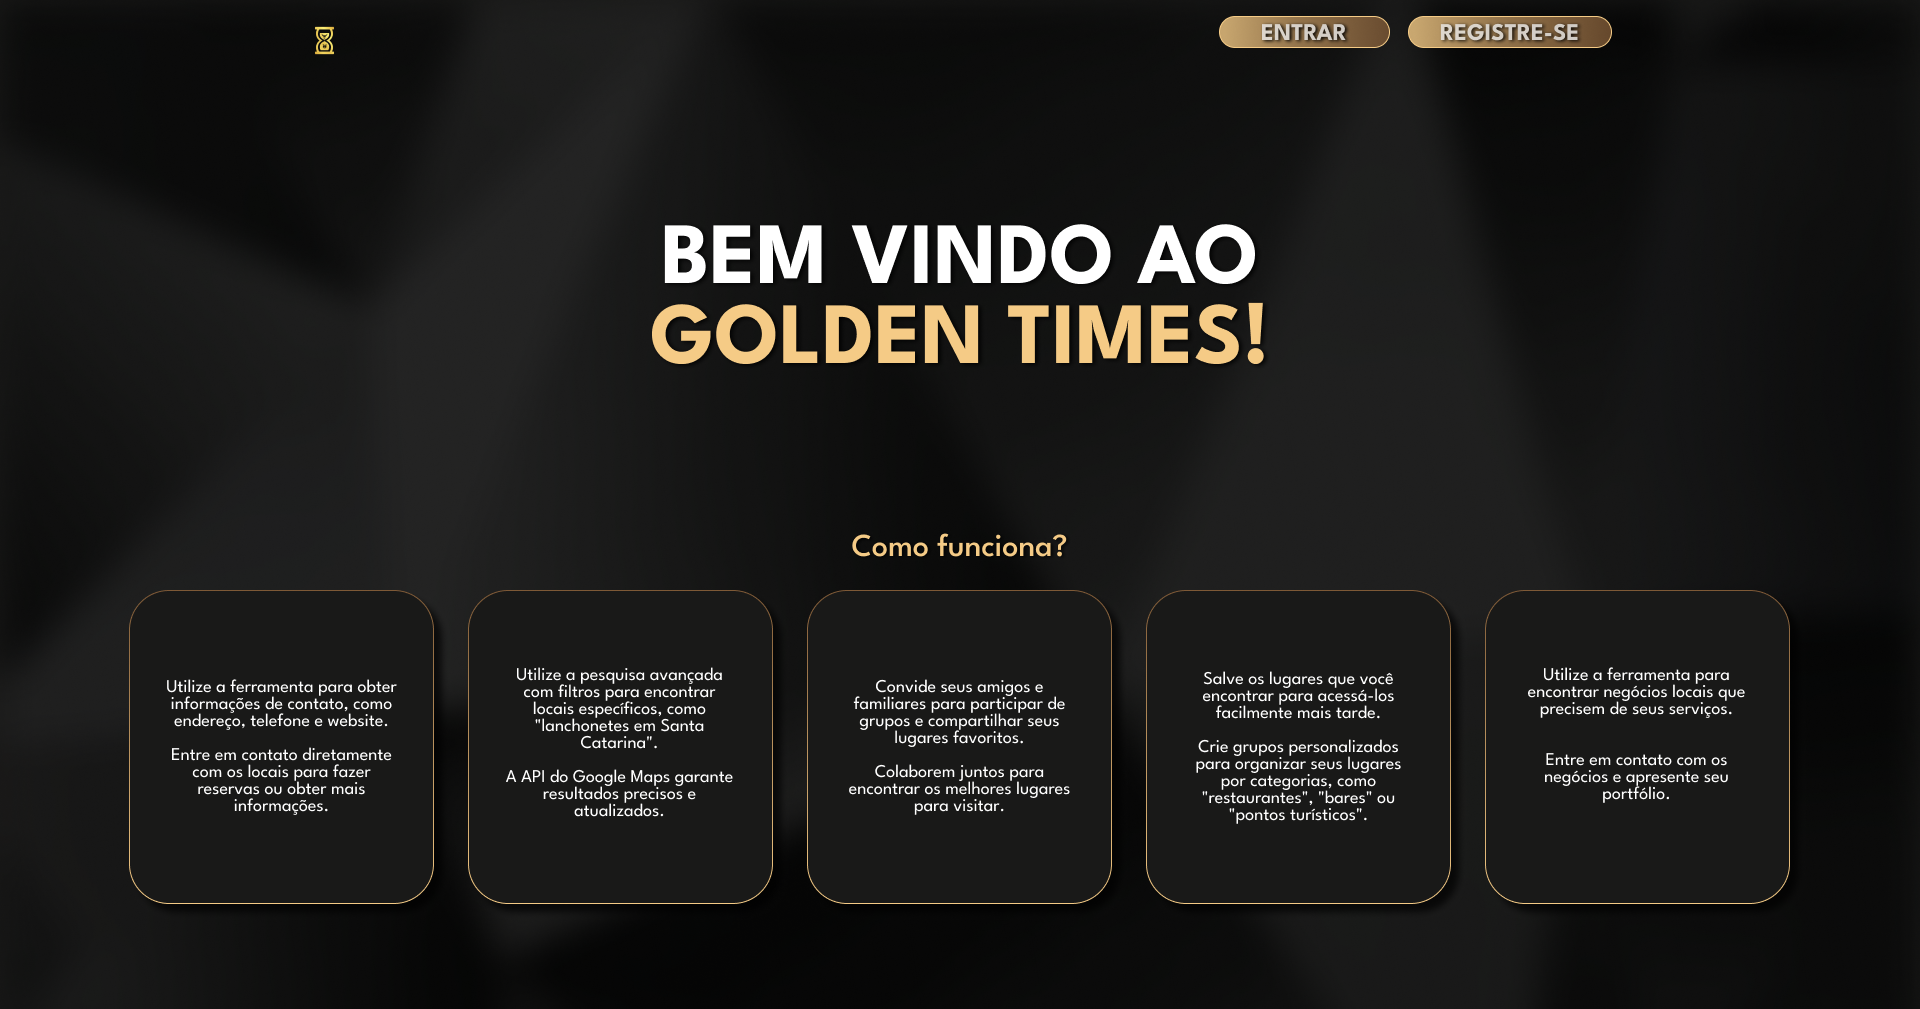 ENTRAR
REGISTRE-SE
BEM VINDO AO
GOLDEN TIMES!
Como funciona?
Utilize a ferramenta para obter
informações de contato, como
endereço, telefone e website.
Entre em contato diretamente
com os locais para fazer
reservas ou obter mais
informações.
Utilize a pesquisa avançada
com filtros para encontrar
locais específicos, como
"lanchonetes em Santa
Catarina".
A API do Google Maps garante
resultados precisos e
atualizados.
Convide seus amigos e
familiares para participar de
grupos e compartilhar seus
lugares favoritos.
Colaborem juntos para
encontrar os melhores lugares
para visitar.
Salve os lugares que você
encontrar para acessá-los
facilmente mais tarde.
Crie grupos personalizados
para organizar seus lugares
por categorias, como
"restaurantes", "bares" ou
"pontos turísticos".
Utilize a ferramenta para
encontrar negócios locais que
precisem de seus serviços.
Entre em contato com os
negócios e apresente seu
portfólio.